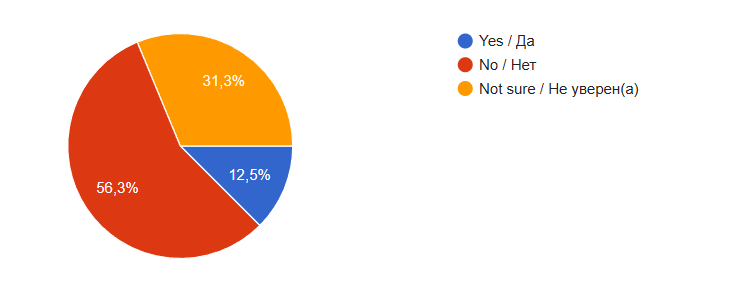 31,3%
12,5%
56,3%
Yes / Да
No / Нет
Not sure / Не уверен(а)